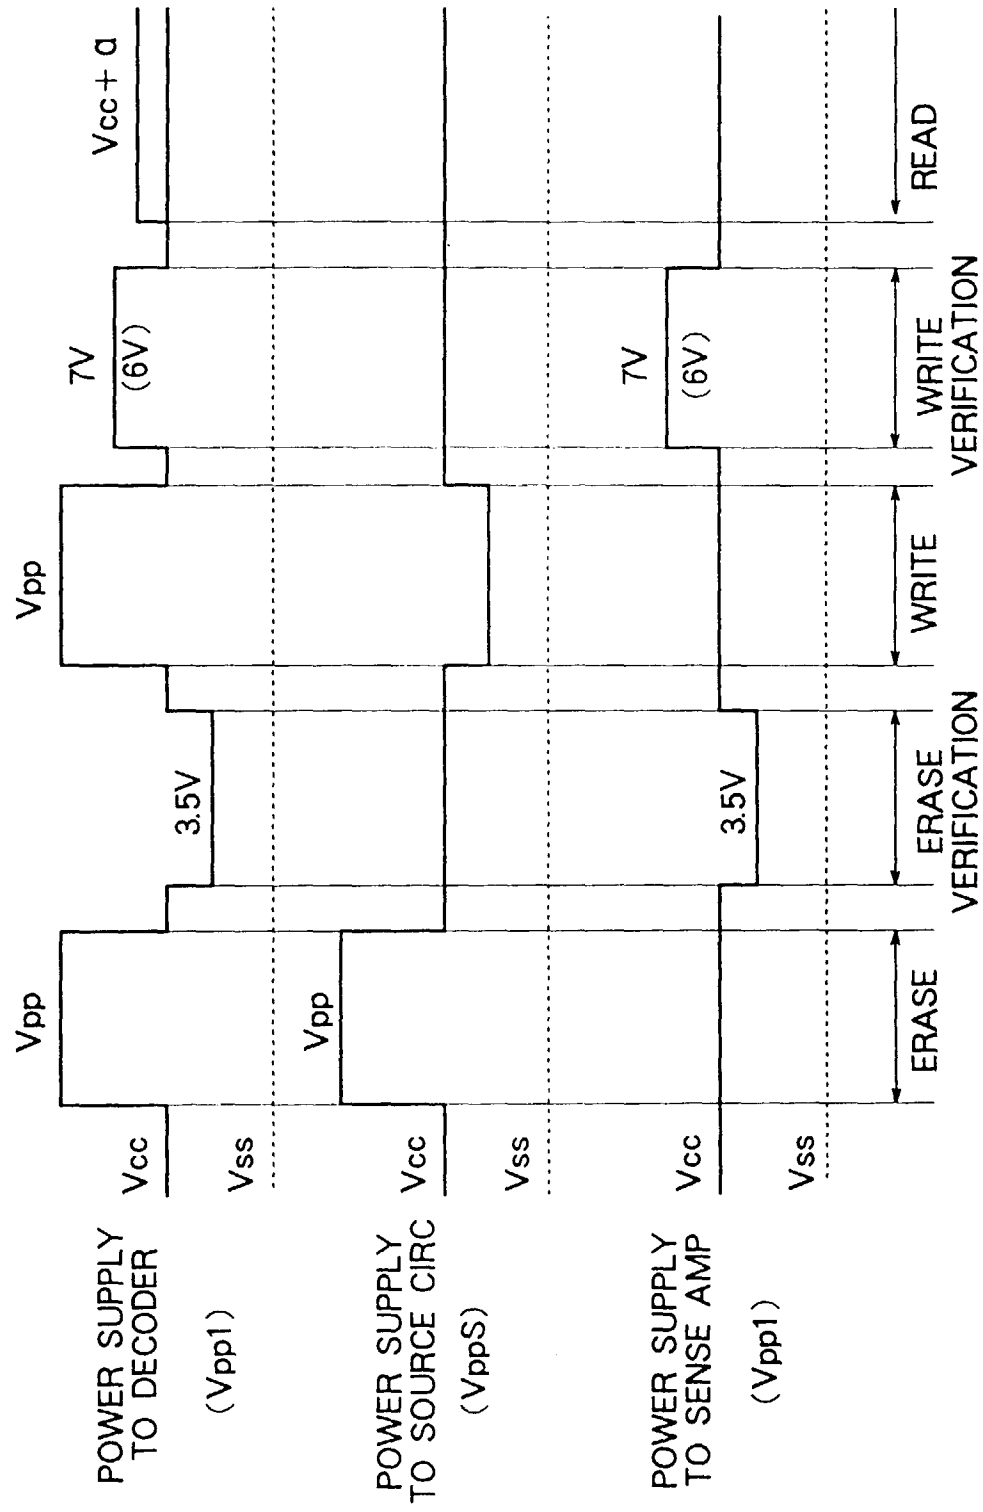 POWER SUPPLY
TO DECODER
(Vpp1)
Vcc
Vss
Vpp
3.5V
Vpp
7V
(6V)
Vcc + α
POWER SUPPLY
TO SOURCE CIRC
(VppS)
Vcc
Vss
Vpp
POWER SUPPLY
TO SENSE AMP
(Vpp1)
Vcc
Vss
3.5V
7V
(6V)
ERASE
ERASE
VERIFICATION
WRITE
WRITE
VERIFICATION
READ